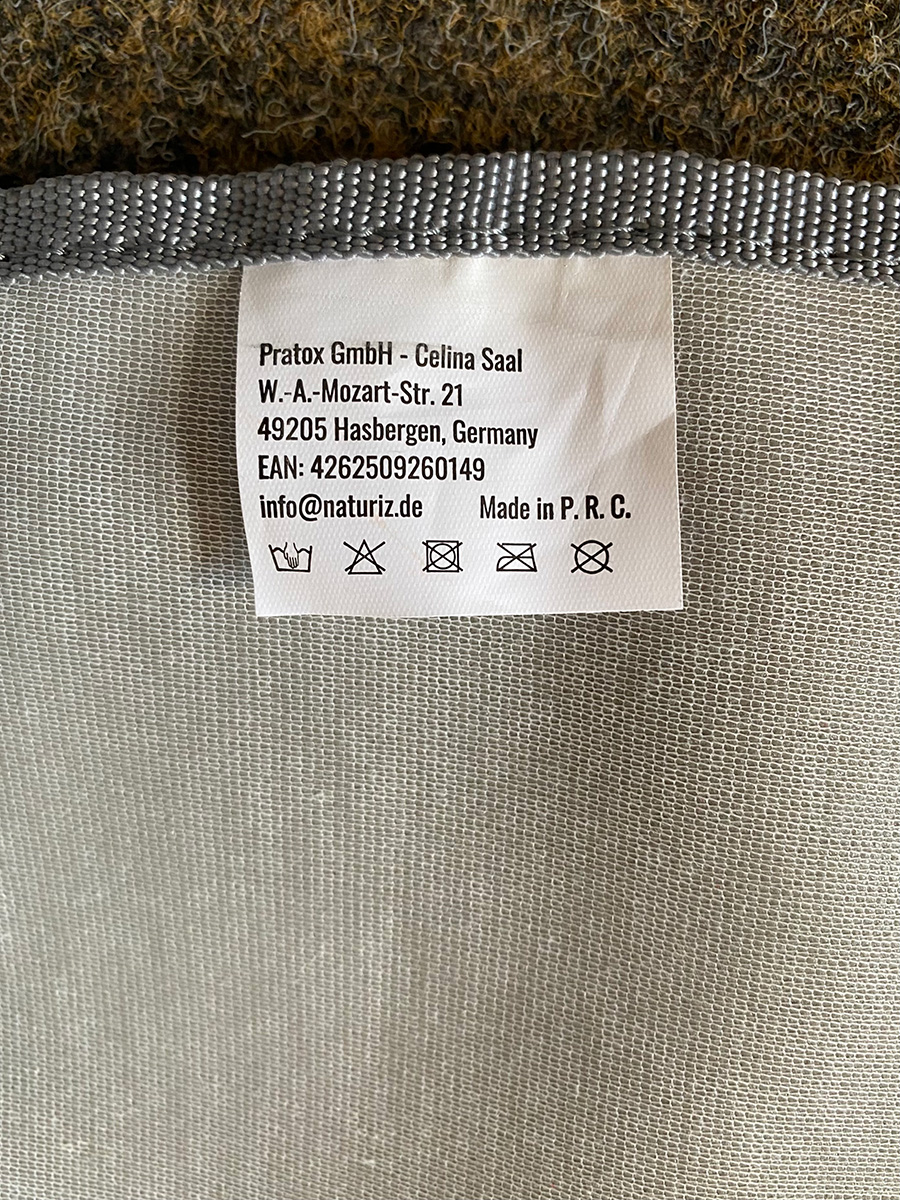 Pratox GmbH - Celina Saal
W.-A.-Mozart-Str. 21
49205 Hasbergen, Germany
EAN: 4262509260149
info@naturiz.de Made in P. R. C.